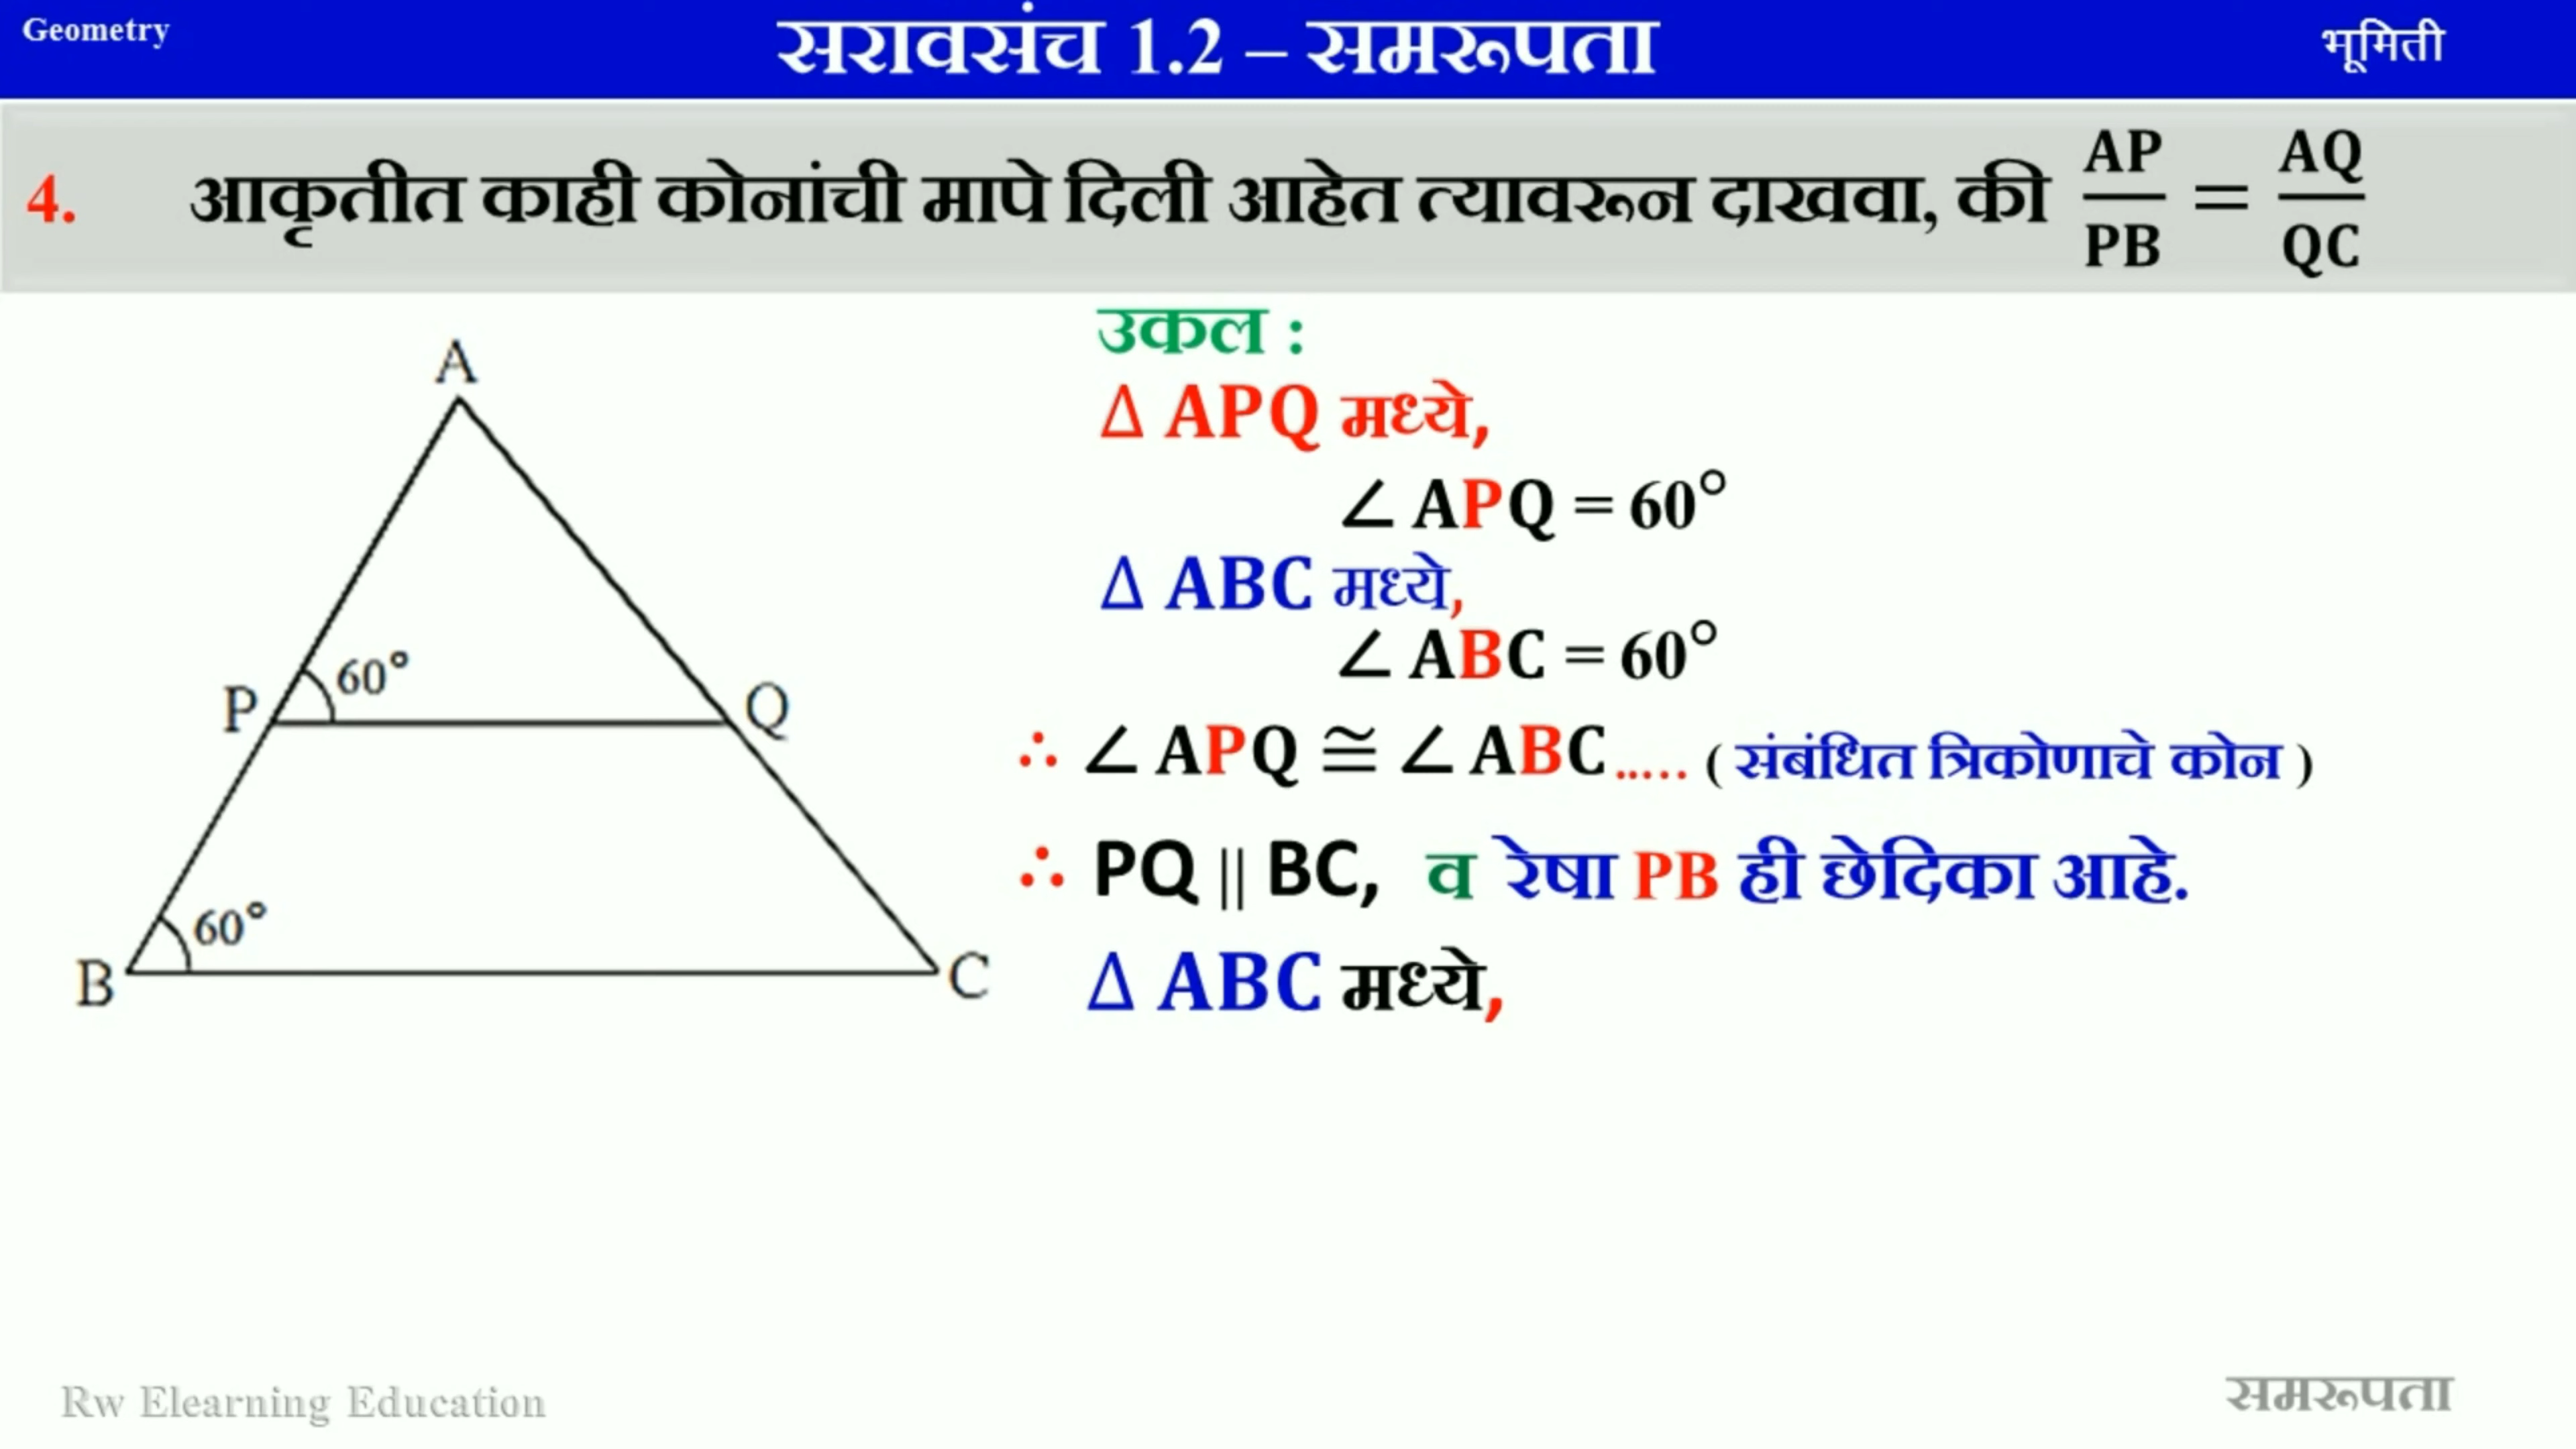 Geometry
सरावसंच 1.2 – समरूपता
भूमिती
4. आकृतीत काही कोनांची मापे दिली आहेत त्यावरून दाखवा, की AP/PB = AQ/QC
A
P
60°
Q
B
60°
C
उकल :
Δ APQ मध्ये,
∠ APQ = 60°
Δ ABC मध्ये,
∠ ABC = 60°
∴ ∠ APQ ≅ ∠ ABC ..... ( संबंधित त्रिकोणाचे कोन )
∴ PQ || BC, व रेषा PB ही छेदिका आहे.
Δ ABC मध्ये,
Rw Elearning Education
समरूपता